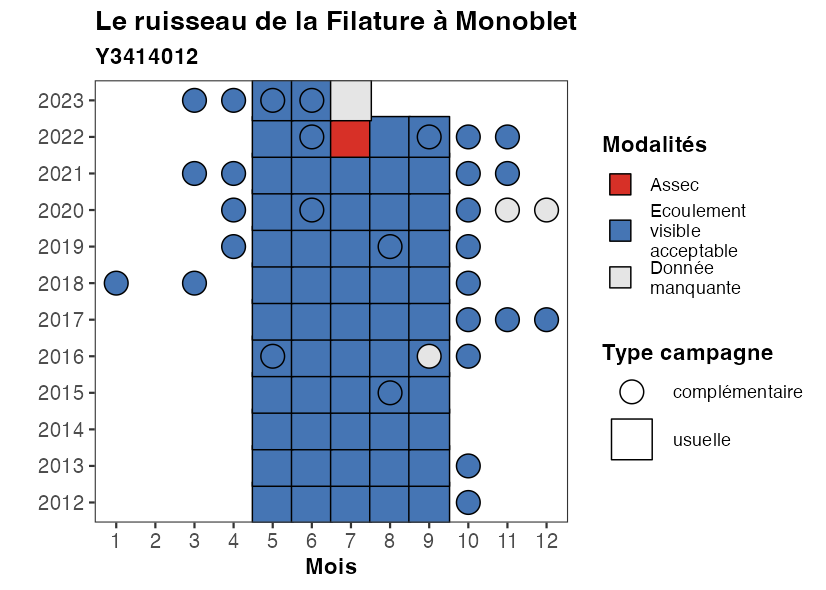 Le ruisseau de la Filature à Monoblet
Y3414012
2023
2022
2021
2020
2019
2018
2017
2016
2015
2014
2013
2012
1 2 3 4 5 6 7 8 9 10 11 12
Mois
Modalités
Assec
Ecoulement
visible
acceptable
Donnée
manquante
Type campagne
complémentaire
usuelle